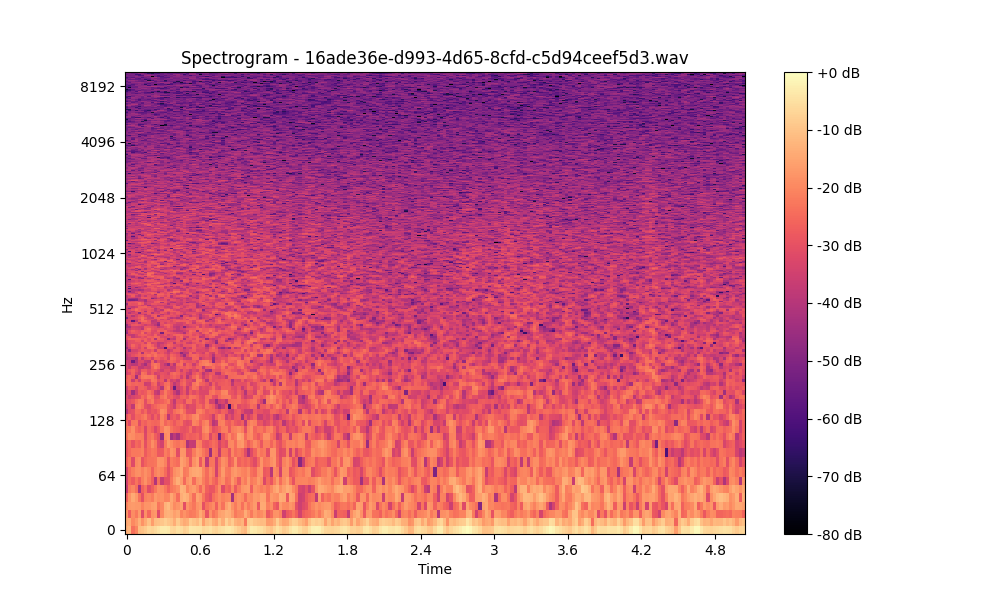 Spectrogram - 16ade36e-d993-4d65-8cfd-c5d94ceef5d3.wav
8192
4096
2048
1024
512
256
128
64
0
Hz
0 0.6 1.2 1.8 2.4 3 3.6 4.2 4.8
Time
+0 dB
-10 dB
-20 dB
-30 dB
-40 dB
-50 dB
-60 dB
-70 dB
-80 dB